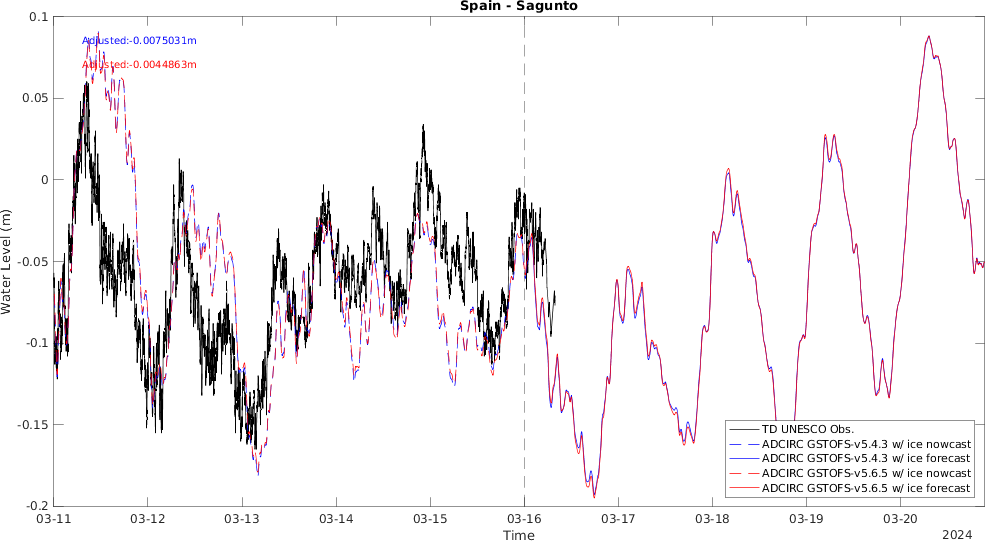 Spain - Sagunto
0.1
0.05
0
-0.05
-0.1
-0.15
-0.2
Water Level (m)
Adjusted:-0.0075031m
Adjusted:-0.0044863m
TD UNESCO Obs.
ADCIRC GSTOFS-v5.4.3 w/ ice nowcast
ADCIRC GSTOFS-v5.4.3 w/ ice forecast
ADCIRC GSTOFS-v5.6.5 w/ ice nowcast
ADCIRC GSTOFS-v5.6.5 w/ ice forecast
03-11 03-12 03-13 03-14 03-15 03-16 03-17 03-18 03-19 03-20
Time
2024